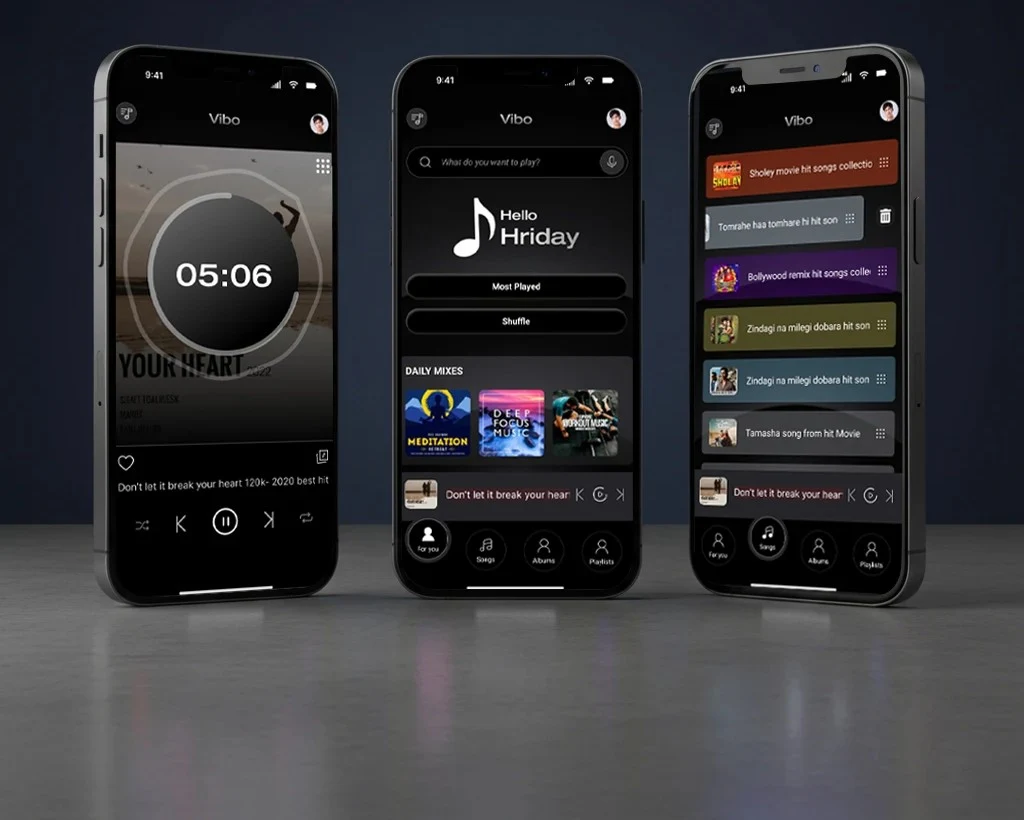 9:41
Vibo
05:06
YOUR HEART 2022
Don't let it break your heart 120k- 2020 best hit
9:41
Vibo
What do you want to play?
Hello
Hriday
Most Played
Shuffle
DAILY MIXES
MEDITATION
RETREAT
DEEP
FOCUS
MUSIC
WORKOUT MUSIC
Don't let it break your hear
For you
Songs
Albums
Playlists
9:41
Vibo
SHOLAY
Sholey movie hit songs collectio
Tomrahe haa tomhare hi hit son
Bollywood remix hit songs colle
Zindagi na milegi dobara hit son
Zindagi na milegi dobara hit son
Tamasha song from hit Movie
Don't let it break your hear
For you
Songs
Albums
Playlists